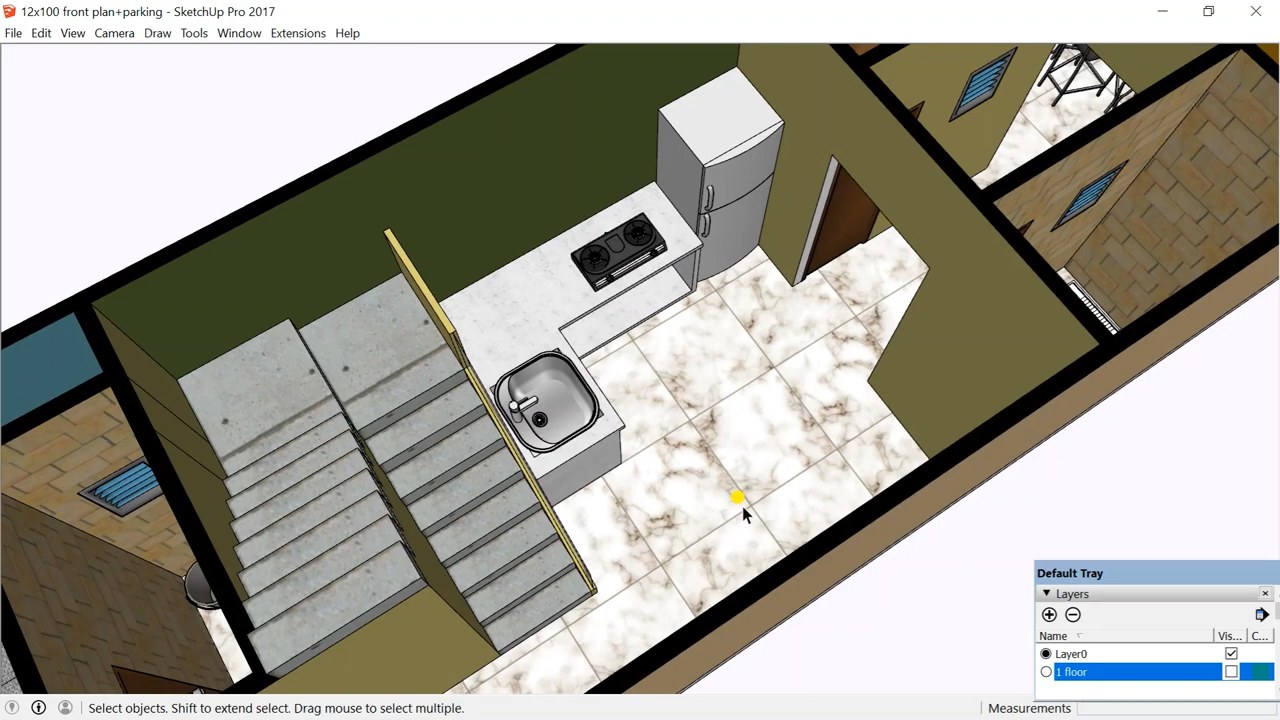 12x100 front plan+parking - SketchUp Pro 2017
File Edit View Camera Draw Tools Window Extensions Help
Default Tray
Layers
Name Vis... C...
Layer0
1 floor
Select objects. Shift to extend select. Drag mouse to select multiple. Measurements